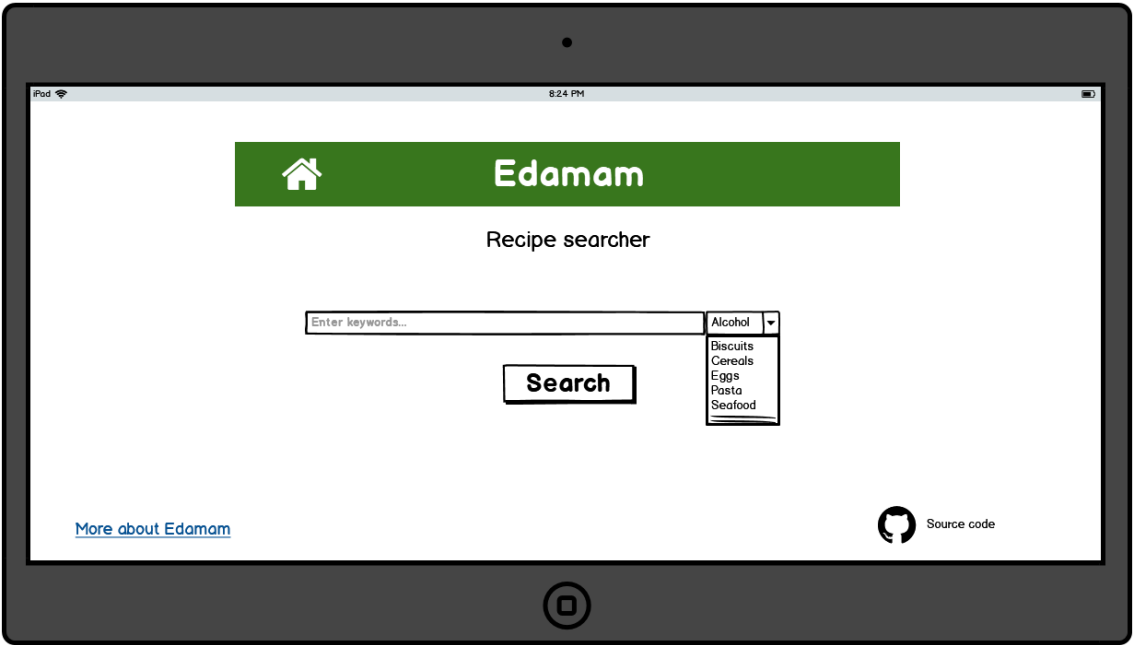 iPad
8:24 PM
Edamam
Recipe searcher
Enter keywords...
Alcohol
Biscuits
Cereals
Eggs
Pasta
Seafood
Search
More about Edamam
Source code